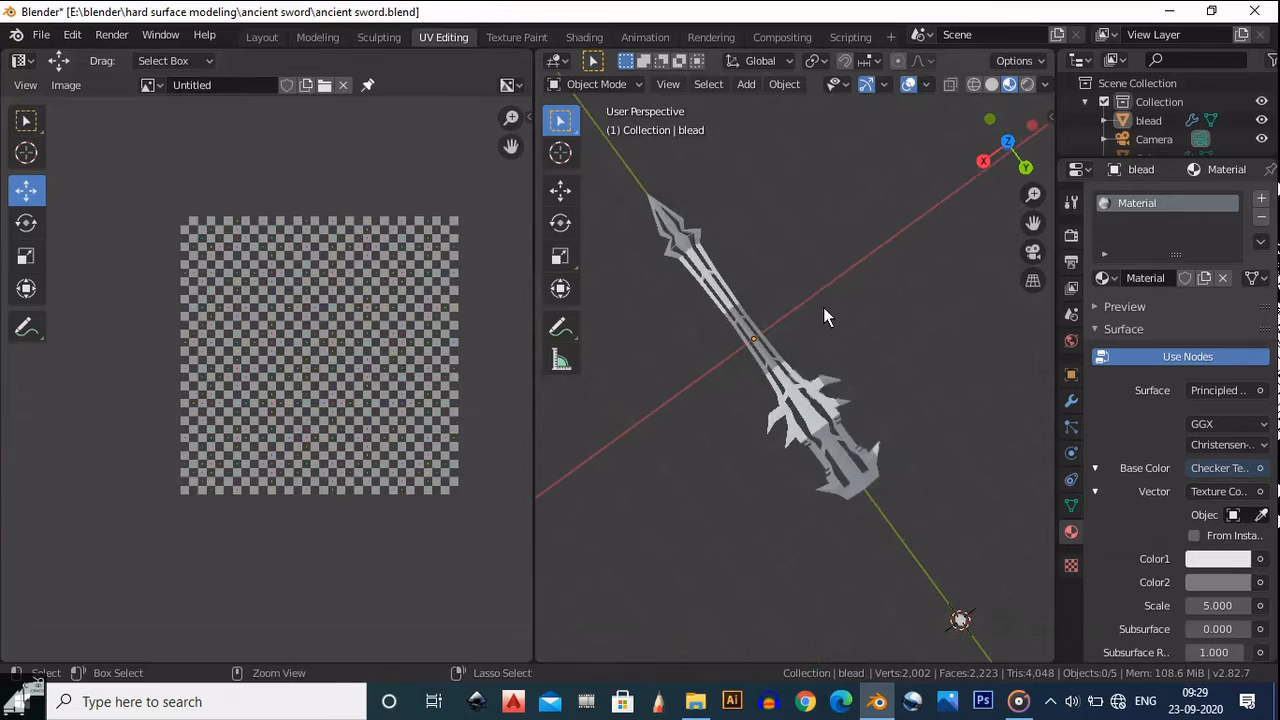 Blender* [E:\blender\hard surface modeling\ancient sword\ancient sword.blend]
File Edit Render Window Help Layout Modeling Sculpting UV Editing Texture Paint Shading Animation Rendering Compositing Scripting + Scene View Layer
Drag: Select Box Global Options
View Image Untitled Object Mode View Select Add Object
Scene Collection
Collection
blead
Camera
User Perspective
(1) Collection | blead
X Y Z
blead Material
Material
Material
Preview
Surface
Use Nodes
Surface Principled ..
GGX
Christensen-..
Base Color Checker Te..
Vector Texture Co..
Objec
From Insta..
Color1
Color2
Scale 5.000
Subsurface 0.000
Subsurface R.. 1.000
Select Box Select Zoom View Lasso Select Collection | blead | Verts:2,002 | Faces:2,223 | Tris:4,048 | Objects:0/5 | Mem: 108.6 MiB | v2.82.7
Type here to search Ai Ps ENG 09:29
23-09-2020